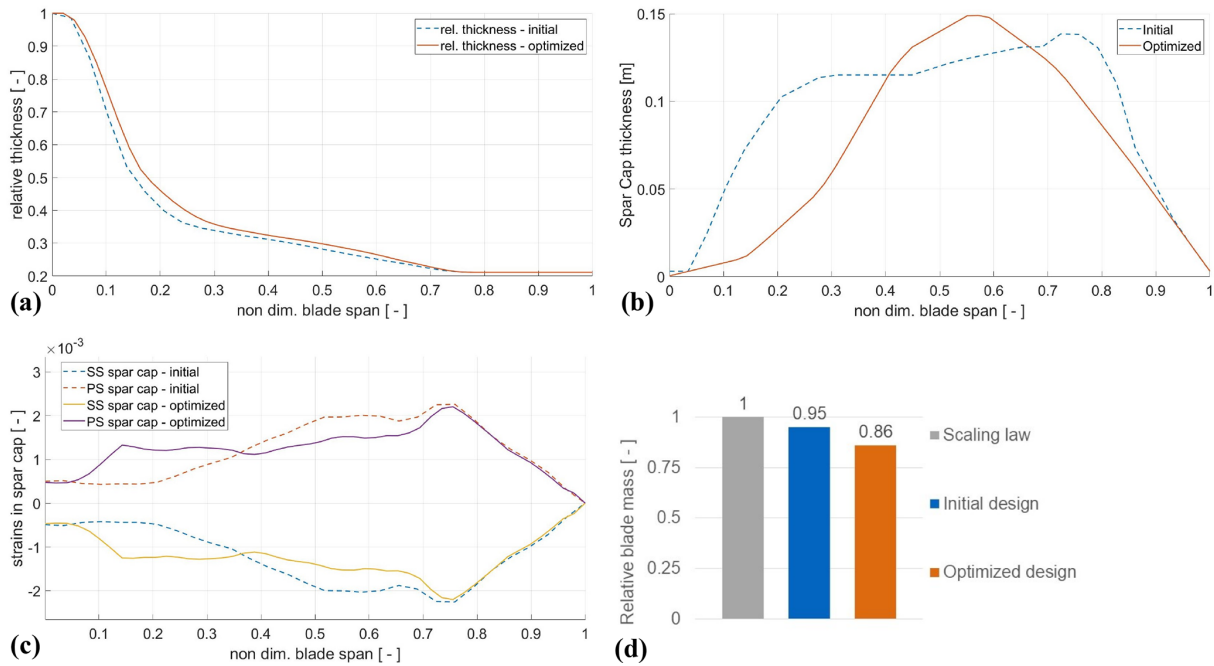 1
0.9
0.8
0.7
0.6
0.5
0.4
0.3
0.2
relative thickness [ - ]
rel. thickness - initial
rel. thickness - optimized
0 0.1 0.2 0.3 0.4 0.5 0.6 0.7 0.8 0.9 1
non dim. blade span [ - ]
(a)
0.15
0.1
0.05
0
Spar Cap thickness [m]
Initial
Optimized
0 0.1 0.2 0.3 0.4 0.5 0.6 0.7 0.8 0.9 1
non dim. blade span [ - ]
(b)
×10-3
3
2
1
0
-1
-2
strains in spar cap [ - ]
SS spar cap - initial
PS spar cap - initial
SS spar cap - optimized
PS spar cap - optimized
0.1 0.2 0.3 0.4 0.5 0.6 0.7 0.8 0.9 1
non dim. blade span [ - ]
(c)
1
0.75
0.5
0.25
0
Relative blade mass [ - ]
1
0.95
0.86
Scaling law
Initial design
Optimized design
(d)